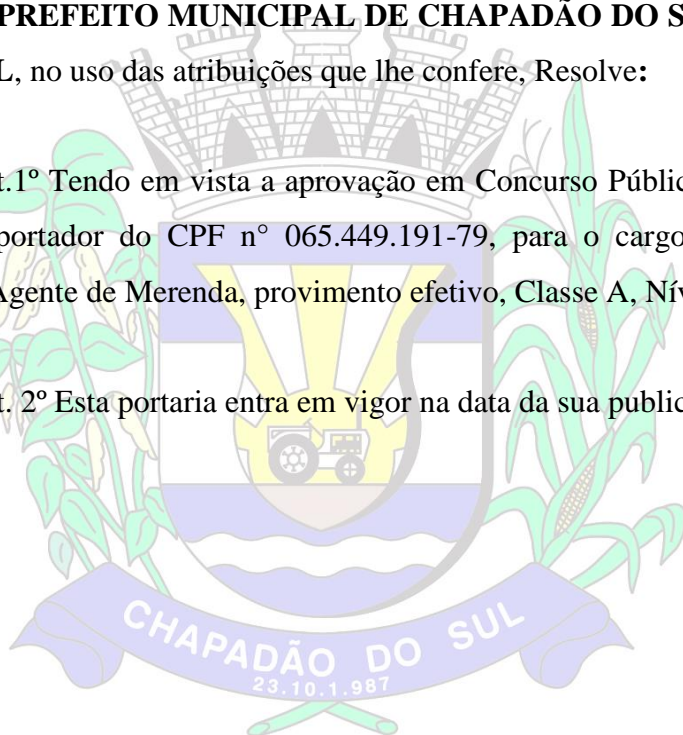 PREFEITO MUNICIPAL DE CHAPADÃO DO S
L, no uso das atribuições que lhe confere, Resolve:
t.1º Tendo em vista a aprovação em Concurso Públic
portador do CPF n° 065.449.191-79, para o cargo
Agente de Merenda, provimento efetivo, Classe A, Nív
t. 2º Esta portaria entra em vigor na data da sua public
CHAPADÃO DO SUL
23.10.1.987